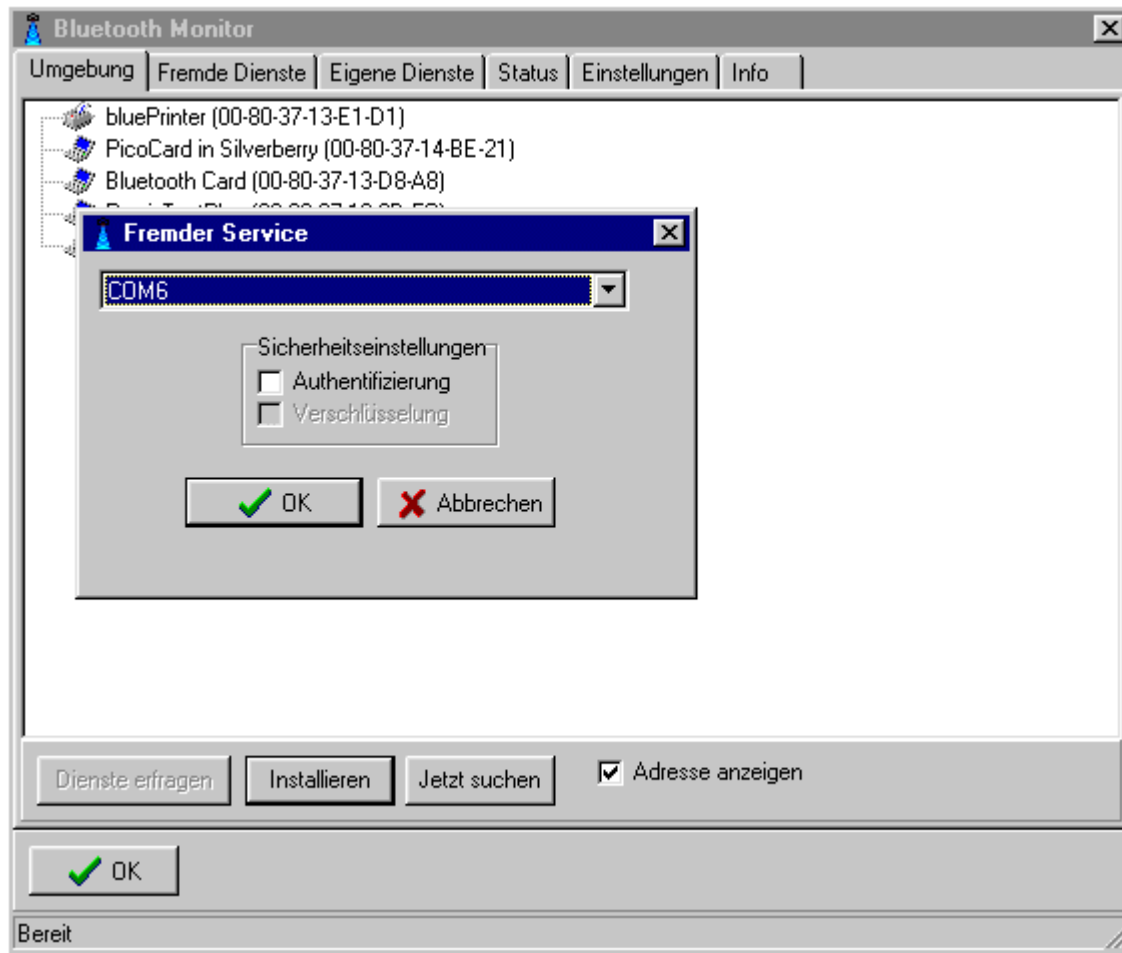 Bluetooth Monitor
Umgebung Fremde Dienste Eigene Dienste Status Einstellungen Info
bluePrinter (00-80-37-13-E1-D1)
PicoCard in Silverberry (00-80-37-14-BE-21)
Bluetooth Card (00-80-37-13-D8-A8)
Fremder Service
COM6
Sicherheitseinstellungen
Authentifizierung
Verschlüsselung
OK Abbrechen
Dienste erfragen Installieren Jetzt suchen Adresse anzeigen
OK
Bereit